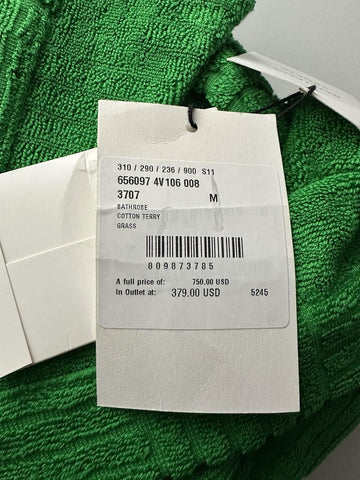 310 / 290 / 236 / 900 S11
656097 4V106 008
3707 M
BATHROBE
COTTON TERRY
GRASS
809873785
A full price of: 750.00 USD
In Outlet at: 379.00 USD 5245